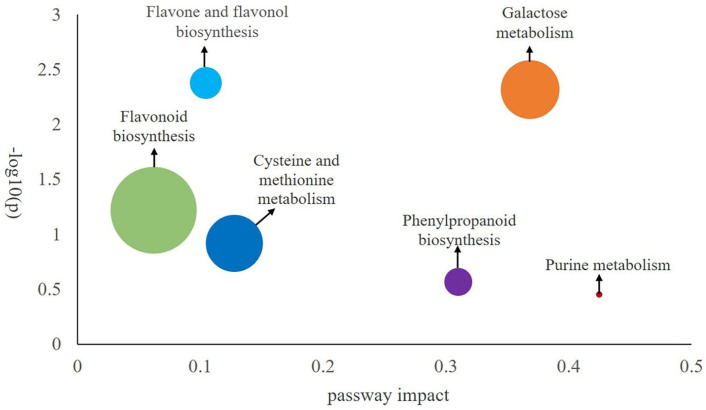 Flavone and flavonol
biosynthesis
Galactose
metabolism
Flavonoid
biosynthesis
Cysteine and
methionine
metabolism
Phenylpropanoid
biosynthesis
Purine metabolism
-log10(p)
3
2.5
2
1.5
1
0.5
0
0 0.1 0.2 0.3 0.4 0.5
passway impact